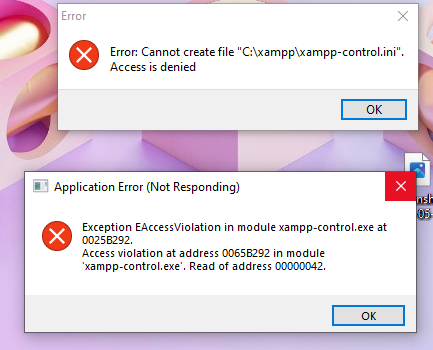 Error
Error: Cannot create file "C:\xampp\xampp-control.ini".
Access is denied
OK
Application Error (Not Responding)
Exception EAccessViolation in module xampp-control.exe at
0025B292.
Access violation at address 0065B292 in module
'xampp-control.exe'. Read of address 00000042.
OK